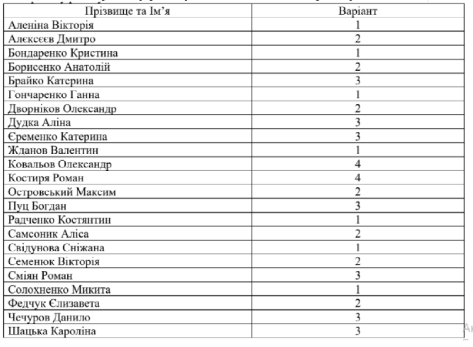 Прізвище та Ім’я Варіант
Аленіна Вікторія 1
Алєксєєв Дмитро 2
Бондаренко Кристина 1
Борисенко Анатолій 2
Брайко Катерина 3
Гончаренко Ганна 1
Дворніков Олександр 2
Дудка Аліна 3
Єременко Катерина 3
Жданов Валентин 1
Ковальов Олександр 4
Костиря Роман 4
Островський Максим 2
Пуц Богдан 3
Радченко Костянтин 1
Самсоник Аліса 2
Свідунова Сніжана 1
Семенюк Вікторія 2
Сміян Роман 3
Солохненко Микита 1
Федчук Єлизавета 2
Чечуров Данило 3
Шацька Кароліна 3